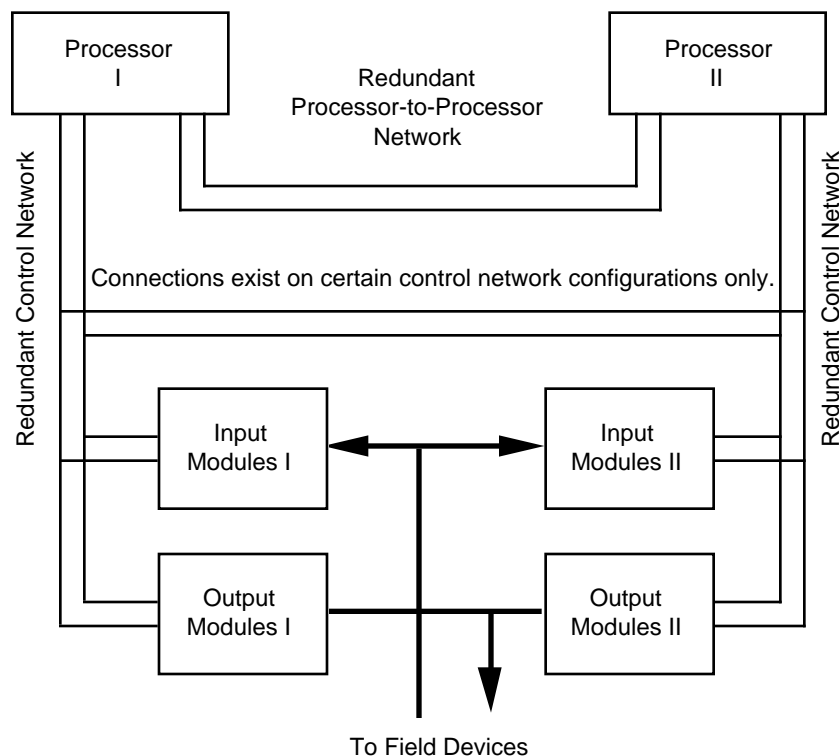 Processor
I
Processor
II
Redundant
Processor-to-Processor
Network
Redundant Control Network
Redundant Control Network
Connections exist on certain control network configurations only.
Input
Modules I
Input
Modules II
Output
Modules I
Output
Modules II
To Field Devices